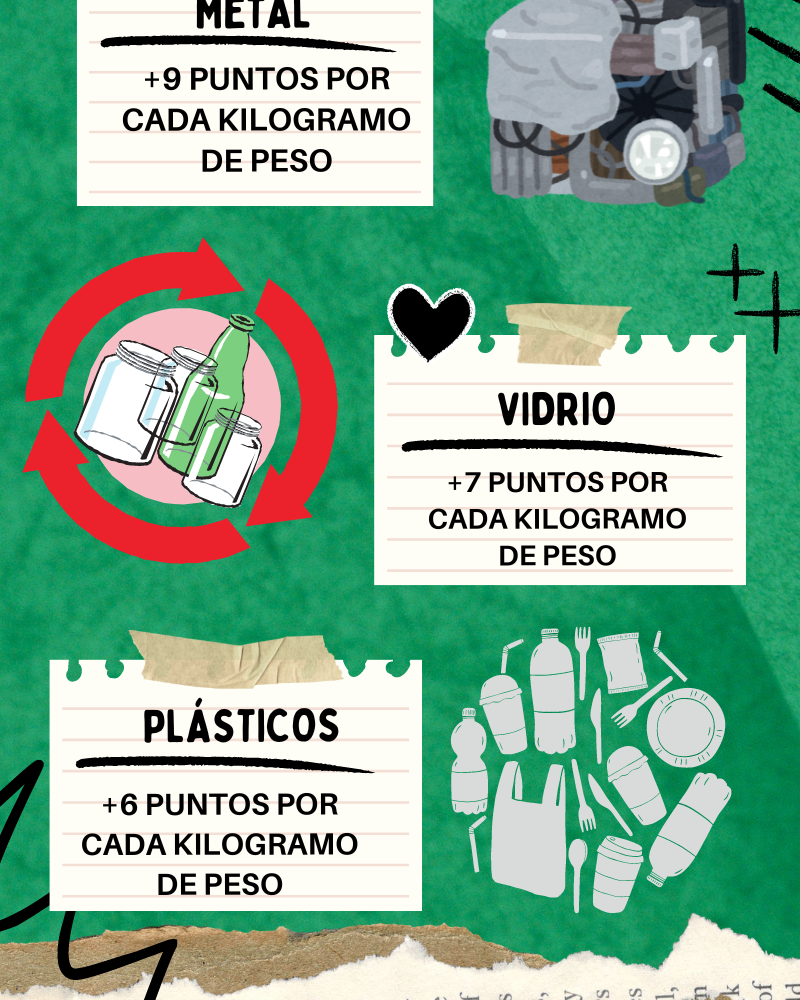 METAL
+9 PUNTOS POR
CADA KILOGRAMO
DE PESO
VIDRIO
+7 PUNTOS POR
CADA KILOGRAMO
DE PESO
PLÁSTICOS
+6 PUNTOS POR
CADA KILOGRAMO
DE PESO